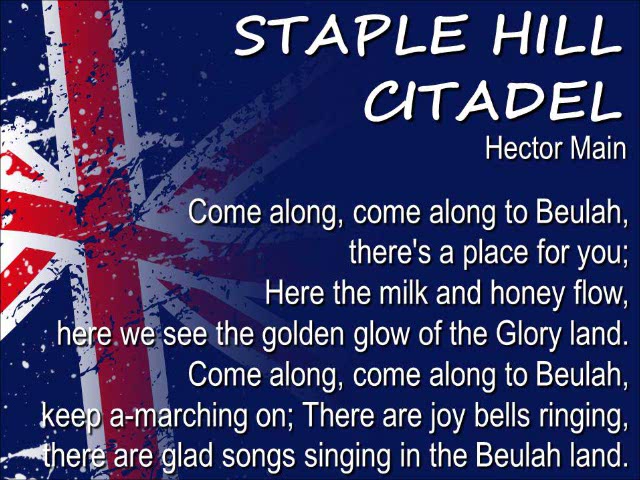 STAPLE HILL
CITADEL
Hector Main
Come along, come along to Beulah,
there's a place for you;
Here the milk and honey flow,
here we see the golden glow of the Glory land.
Come along, come along to Beulah,
keep a-marching on; There are joy bells ringing,
there are glad songs singing in the Beulah land.